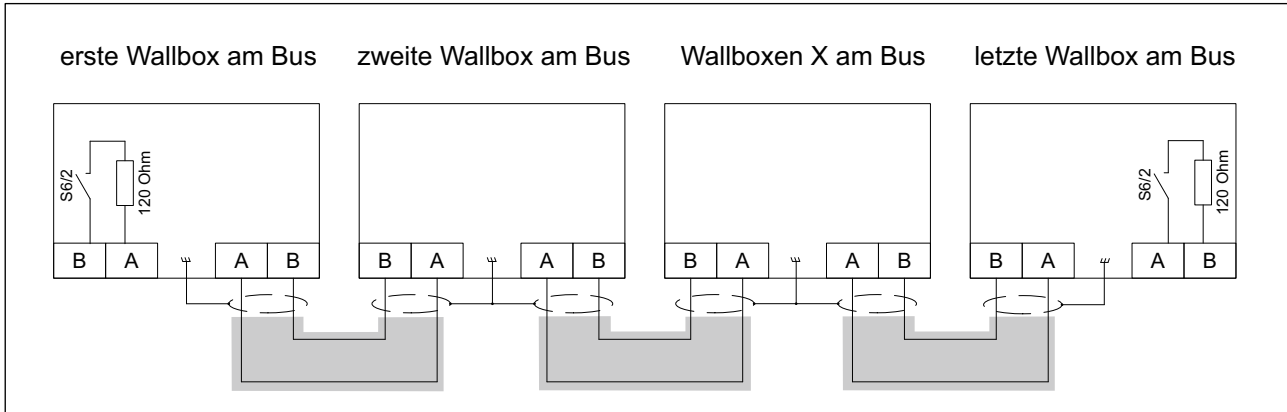 erste Wallbox am Bus
zweite Wallbox am Bus
Wallboxen X am Bus
letzte Wallbox am Bus
S6/2
120 Ohm
S6/2
120 Ohm
B A A B
B A A B
B A A B
B A A B